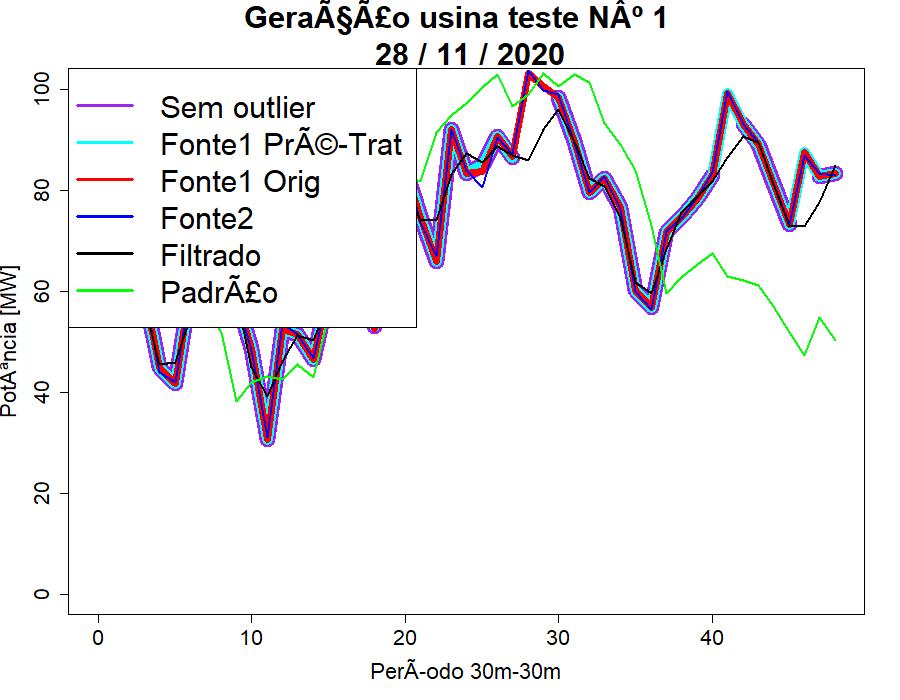 GeraÃ§Ã£o usina teste NÂº 1
28 / 11 / 2020
Sem outlier
Fonte1 PrÃ©-Trat
Fonte1 Orig
Fonte2
Filtrado
PadrÃ£o
PotÃªncia [MW]
100
80
60
40
20
0
0 10 20 30 40
PerÃ­-odo 30m-30m